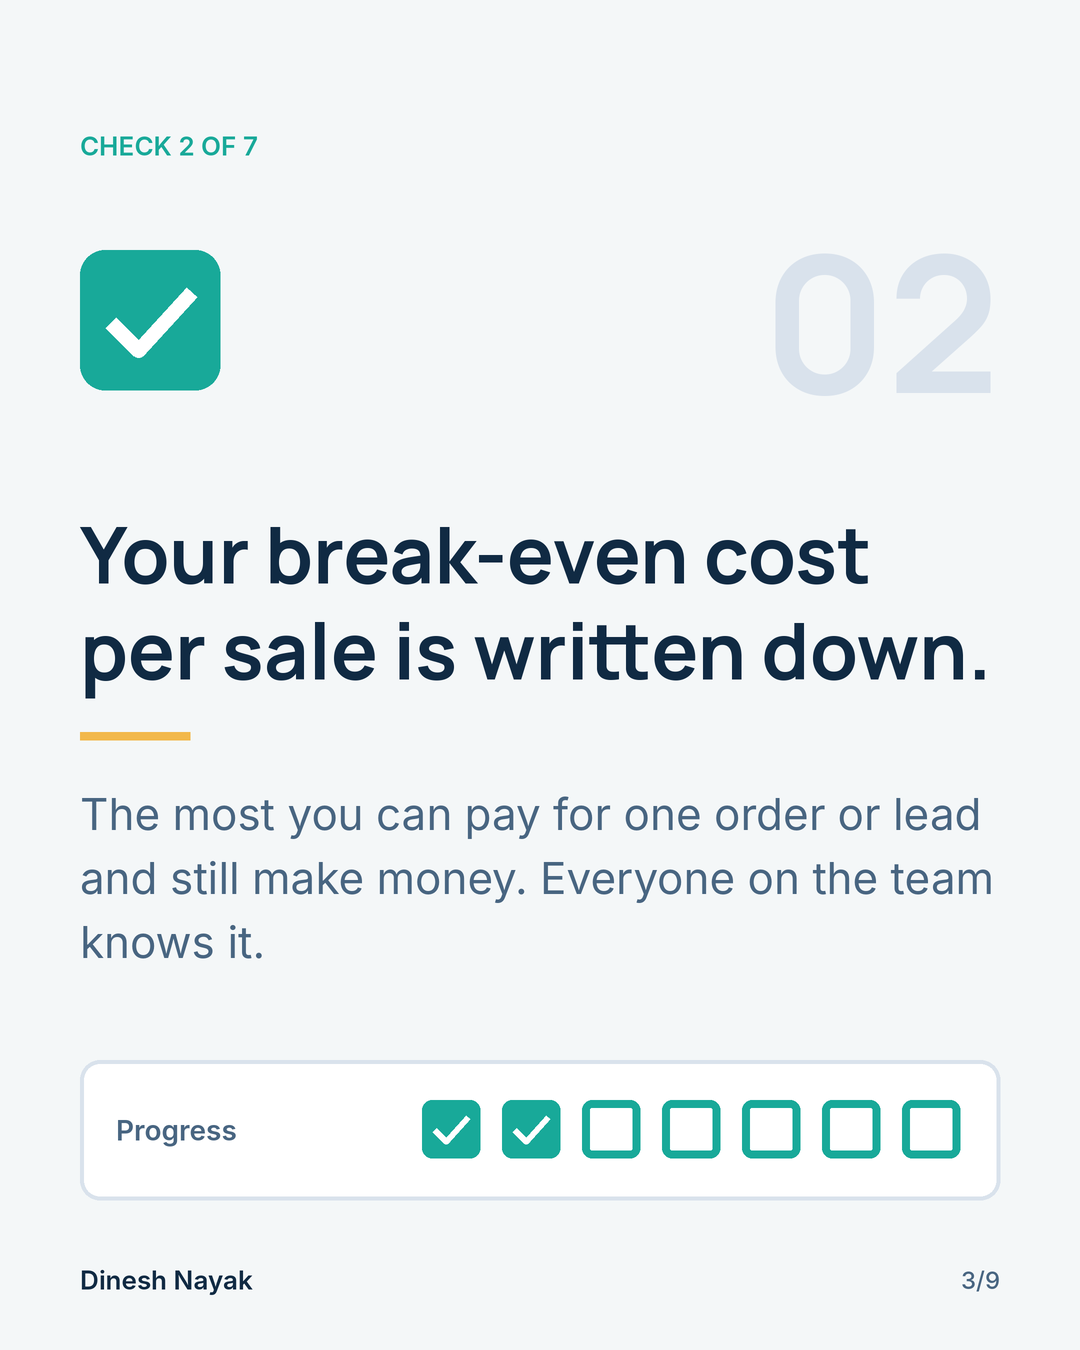 CHECK 2 OF 7
02
Your break-even cost
per sale is written down.
The most you can pay for one order or lead
and still make money. Everyone on the team
knows it.
Progress
Dinesh Nayak
3/9